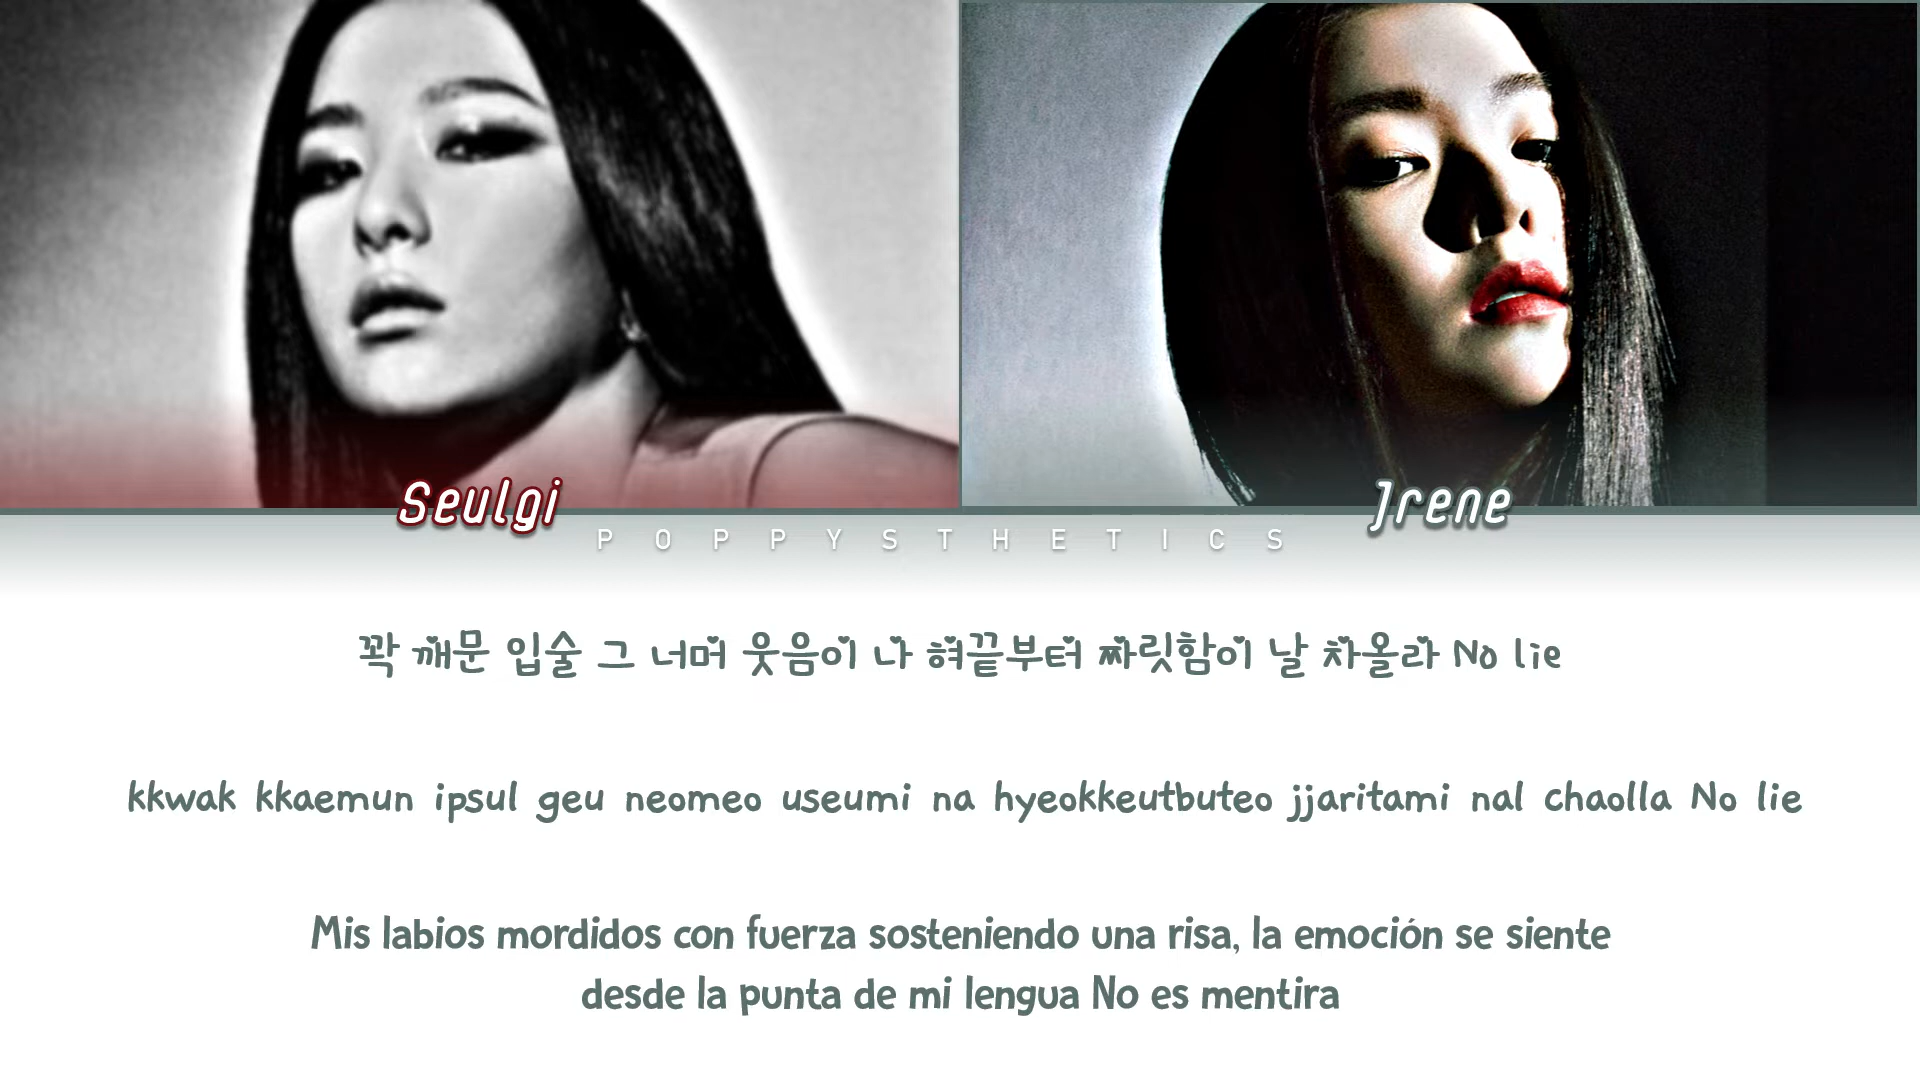 Seulgi
Irene
POPPYSTHETICS
꽉 깨문 입술 그 너머 웃음이 나 혀끝부터 짜릿함이 날 차올라 No lie
kkwak kkaemun ipsul geu neomeo useumi na hyeokkeutbuteo jjaritami nal chaolla No lie
Mis labios mordidos con fuerza sosteniendo una risa, la emoción se siente
desde la punta de mi lengua No es mentira